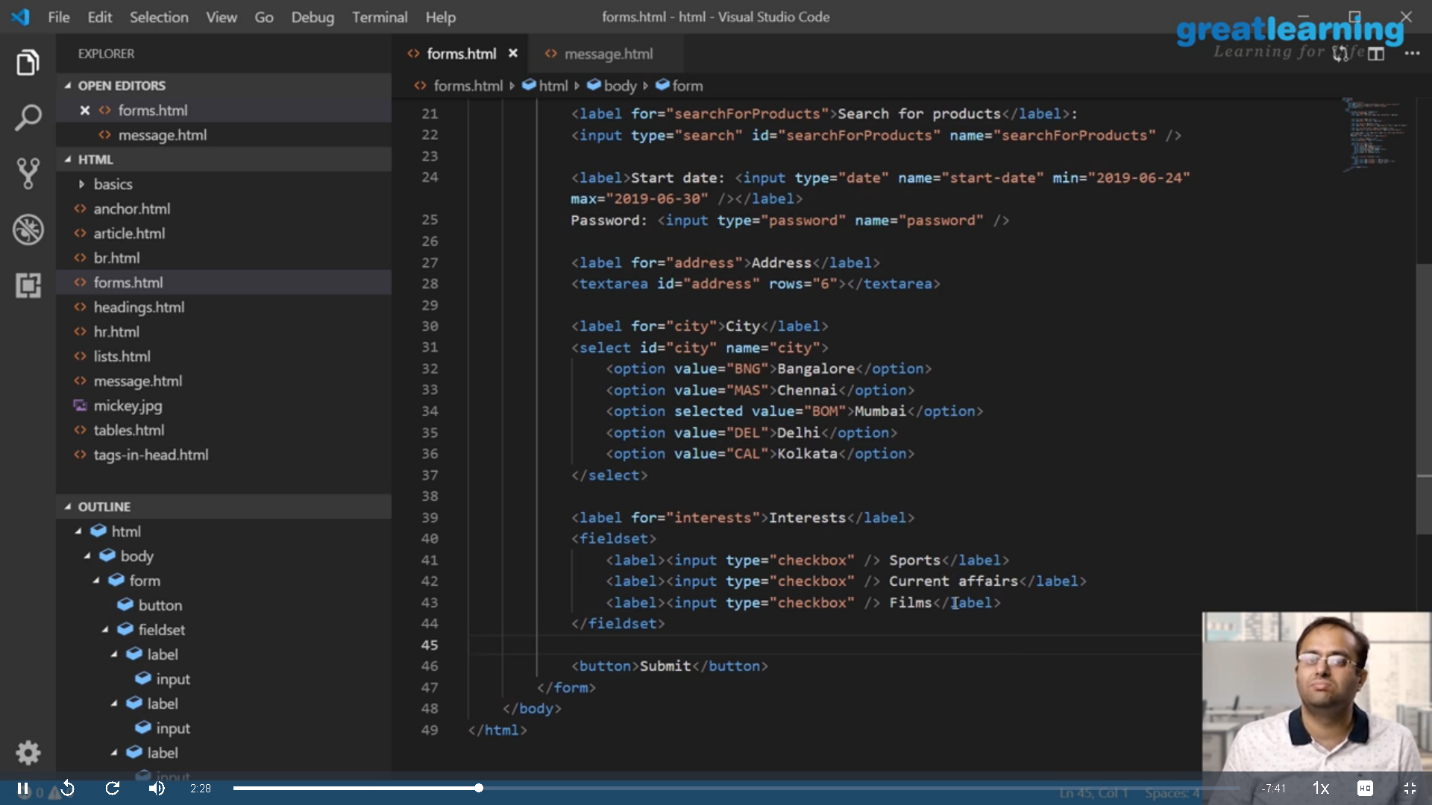 File Edit Selection View Go Debug Terminal Help
forms.html - html - Visual Studio Code
greatlearning
Learning for Life
EXPLORER
OPEN EDITORS
forms.html
message.html
HTML
basics
anchor.html
article.html
br.html
forms.html
headings.html
hr.html
lists.html
message.html
mickey.jpg
tables.html
tags-in-head.html
OUTLINE
html
body
form
button
fieldset
label
input
label
input
label
input
forms.html message.html
forms.html html body form
21 <label for="searchForProducts">Search for products</label>:
22 <input type="search" id="searchForProducts" name="searchForProducts" />
23
24 <label>Start date: <input type="date" name="start-date" min="2019-06-24"
max="2019-06-30" /></label>
25 Password: <input type="password" name="password" />
26
27 <label for="address">Address</label>
28 <textarea id="address" rows="6"></textarea>
29
30 <label for="city">City</label>
31 <select id="city" name="city">
32 <option value="BNG">Bangalore</option>
33 <option value="MAS">Chennai</option>
34 <option selected value="BOM">Mumbai</option>
35 <option value="DEL">Delhi</option>
36 <option value="CAL">Kolkata</option>
37 </select>
38
39 <label for="interests">Interests</label>
40 <fieldset>
41 <label><input type="checkbox" /> Sports</label>
42 <label><input type="checkbox" /> Current affairs</label>
43 <label><input type="checkbox" /> Films</label>
44 </fieldset>
45
46 <button>Submit</button>
47 </form>
48 </body>
49 </html>
0
2:28
Ln 45, Col 1 Spaces: 4
-7:41
1x
HQ